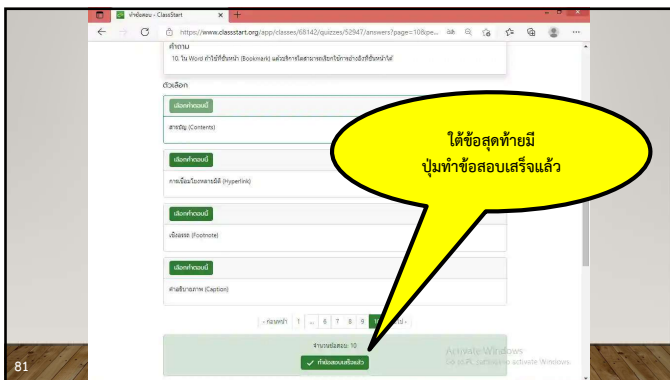 ทำข้อสอบ - ClassStart
https://www.classstart.org/app/classes/68142/quizzes/52947/answers?page=10&pe...
คำถาม
10. ใน Word ถ้าใช้ที่คั่นหน้า (Bookmark) แล้วบริการใดสามารถเรียกใช้การอ้างอิงที่คั่นหน้าได้
ตัวเลือก
เลือกคำตอบนี้
สารบัญ (Contents)
เลือกคำตอบนี้
การเชื่อมโยงหลายมิติ (Hyperlink)
เลือกคำตอบนี้
เชิงอรรถ (Footnote)
เลือกคำตอบนี้
คำอธิบายภาพ (Caption)
ใต้ข้อสุดท้ายมี
ปุ่มทำข้อสอบเสร็จแล้ว
‹ ก่อนหน้า 1 ... 6 7 8 9
จำนวนข้อสอบ: 10
✓ ทำข้อสอบเสร็จแล้ว
Activate Windows
Go to PC settings to activate Windows.
81